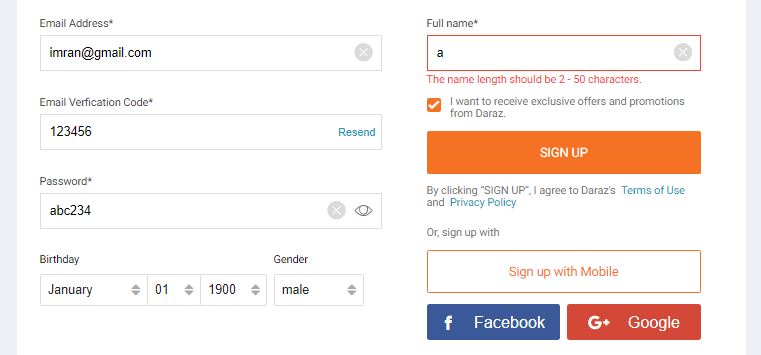 Email Address*
imran@gmail.com
Email Verfication Code*
123456
Resend
Password*
abc234
Birthday
Gender
January 01 1900 male
Full name*
a
The name length should be 2 - 50 characters.
I want to receive exclusive offers and promotions
from Daraz.
SIGN UP
By clicking “SIGN UP”, I agree to Daraz's Terms of Use
and Privacy Policy
Or, sign up with
Sign up with Mobile
f Facebook
G+ Google